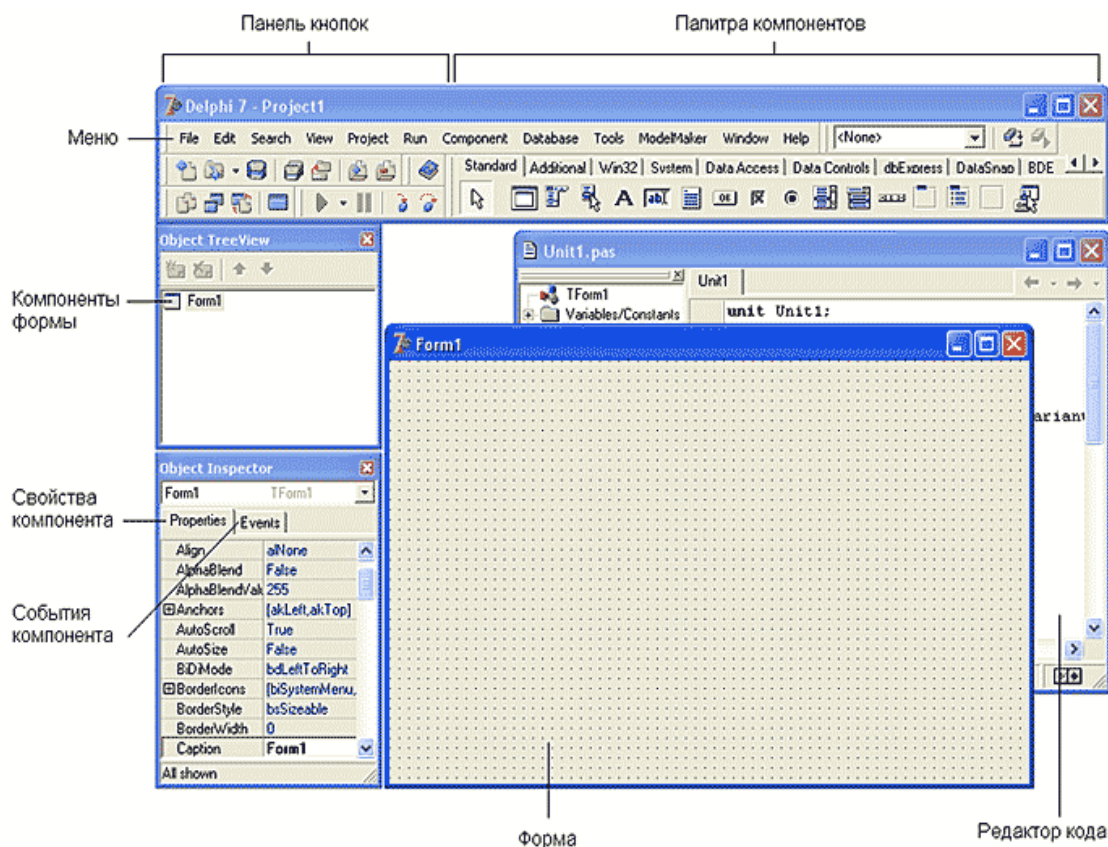 Панель кнопок
Палитра компонентов
Delphi 7 - Project1
Меню
File Edit Search View Project Run Component Database Tools ModelMaker Window Help <None>
Standard Additional Win32 System Data Access Data Controls dbExpress DataSnap BDE
Object TreeView
Unit1.pas
Компоненты формы
Form1
TForm1
Variables/Constants
Unit1
unit Unit1;
Form1
Object Inspector
Form1 TForm1
Свойства компонента
Properties Events
Align alNone
AlphaBlend False
AlphaBlendVal 255
Anchors [akLeft,akTop]
События компонента
AutoScroll True
AutoSize False
BiDiMode bdLeftToRight
BorderIcons [biSystemMenu,
BorderStyle bsSizeable
BorderWidth 0
Caption Form1
All shown
Форма
Редактор кода